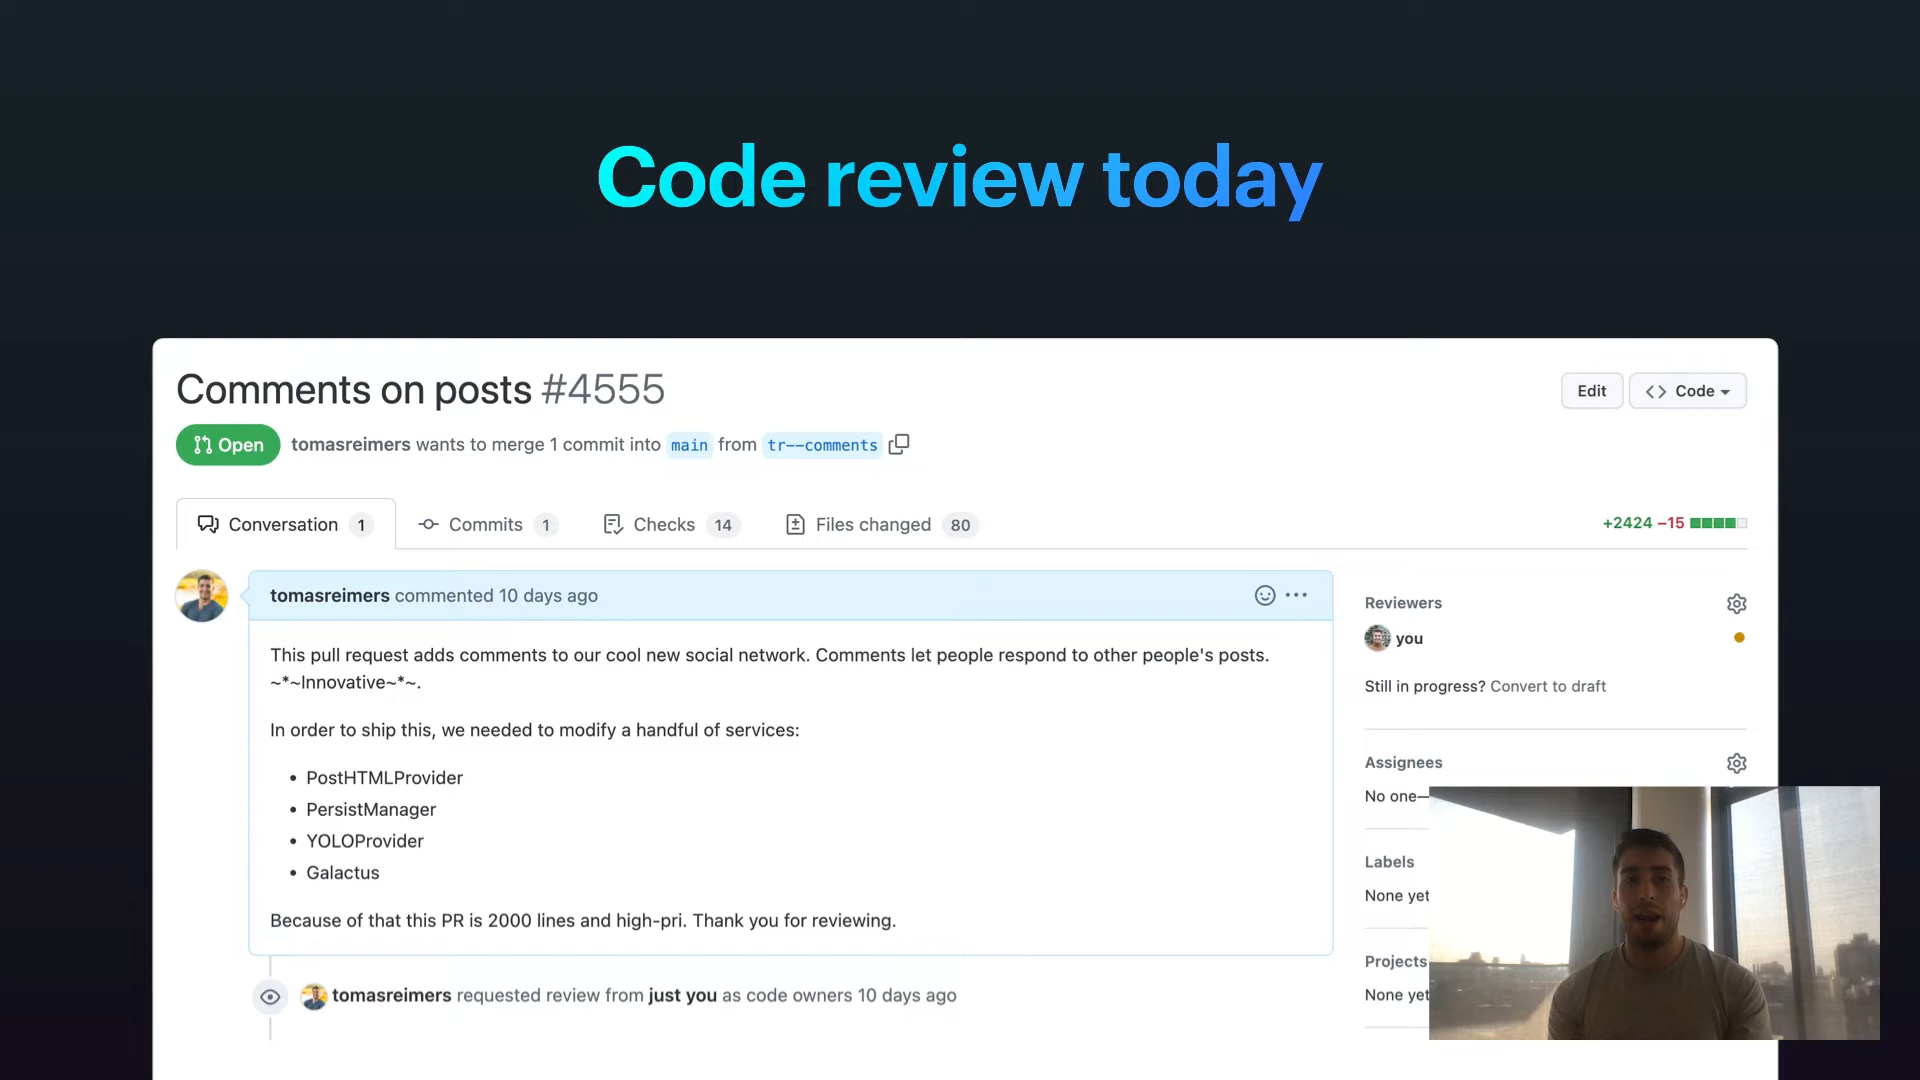 Code review today
Comments on posts #4555
Edit
<> Code
Open
tomasreimers wants to merge 1 commit into main from tr--comments
Conversation 1
Commits 1
Checks 14
Files changed 80
+2424 −15
tomasreimers commented 10 days ago
This pull request adds comments to our cool new social network. Comments let people respond to other people's posts.
~*~Innovative~*~.
In order to ship this, we needed to modify a handful of services:
• PostHTMLProvider
• PersistManager
• YOLOProvider
• Galactus
Because of that this PR is 2000 lines and high-pri. Thank you for reviewing.
tomasreimers requested review from just you as code owners 10 days ago
Reviewers
you
Still in progress? Convert to draft
Assignees
No one—
Labels
None yet
Projects
None yet